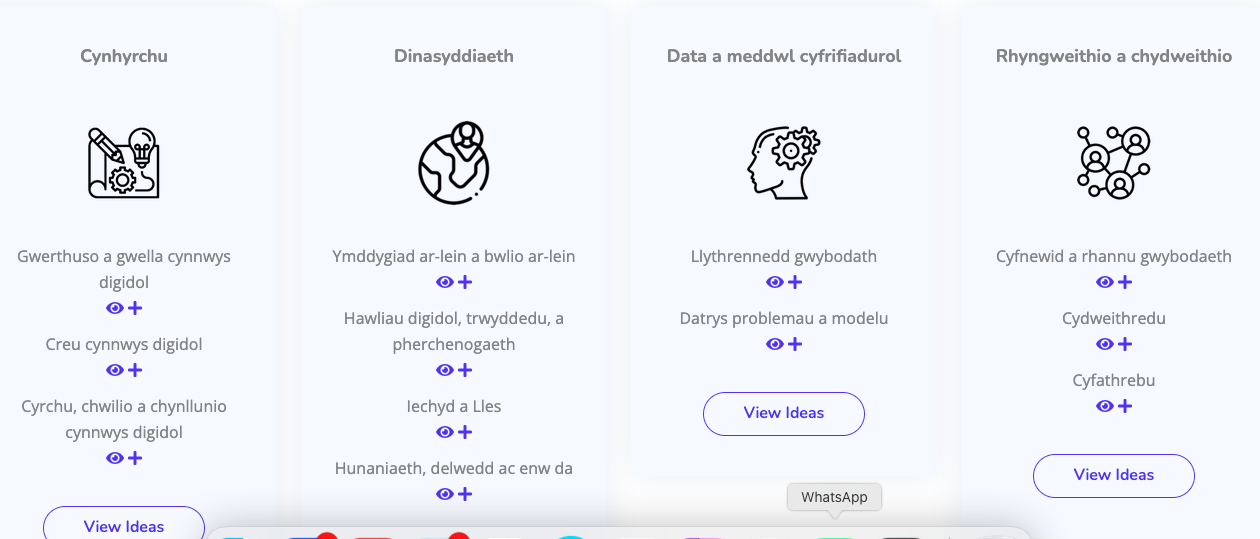 Cynhyrchu
Gwerthuso a gwella cynnwys
digidol
Creu cynnwys digidol
Cyrchu, chwilio a chynllunio
cynnwys digidol
View Ideas
Dinasyddiaeth
Ymddygiad ar-lein a bwlio ar-lein
Hawliau digidol, trwyddedu, a
pherchenogaeth
Iechyd a Lles
Hunaniaeth, delwedd ac enw da
Data a meddwl cyfrifiadurol
Llythrennedd gwybodath
Datrys problemau a modelu
View Ideas
Rhyngweithio a chydweithio
Cyfnewid a rhannu gwybodaeth
Cydweithredu
Cyfathrebu
View Ideas
WhatsApp